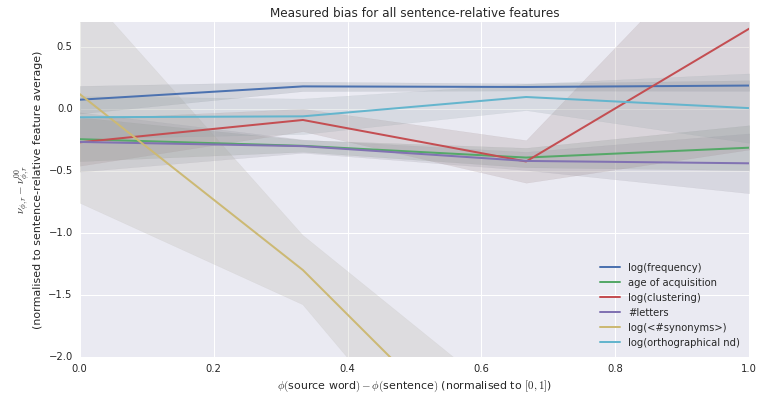 Measured bias for all sentence-relative features
0.5
0.0
−0.5
−1.0
−1.5
−2.0
0.0 0.2 0.4 0.6 0.8 1.0
ν_{ϕ,r} − ν^{00}_{ϕ,r}
(normalised to sentence-relative feature average)
log(frequency)
age of acquisition
log(clustering)
#letters
log(<#synonyms>)
log(orthographical nd)
ϕ(source word) − ϕ(sentence) (normalised to [0, 1])